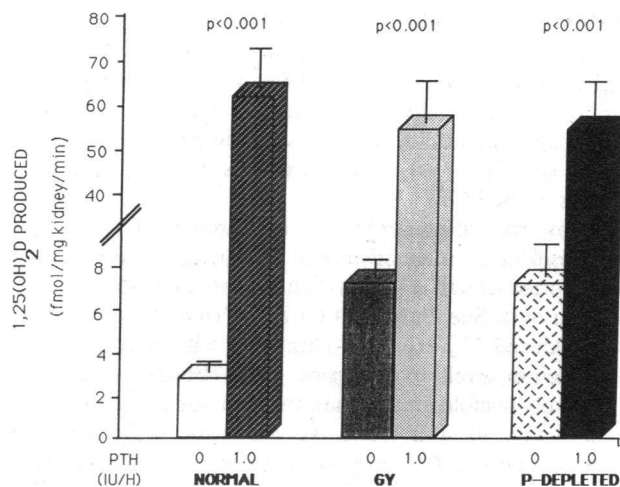 80
70
60
50
40
8
6
4
2
0
1,25(OH)2D PRODUCED
(fmol/mg kidney/min)
p<0.001 p<0.001 p<0.001
PTH 0 1.0 0 1.0 0 1.0
(IU/H) NORMAL GY P-DEPLETED